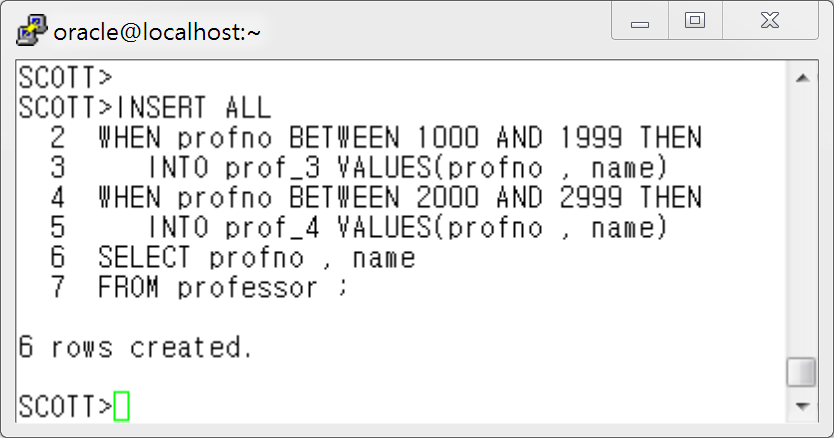 oracle@localhost:~
SCOTT>
SCOTT>INSERT ALL
2 WHEN profno BETWEEN 1000 AND 1999 THEN
3 INTO prof_3 VALUES(profno , name)
4 WHEN profno BETWEEN 2000 AND 2999 THEN
5 INTO prof_4 VALUES(profno , name)
6 SELECT profno , name
7 FROM professor ;
6 rows created.
SCOTT>